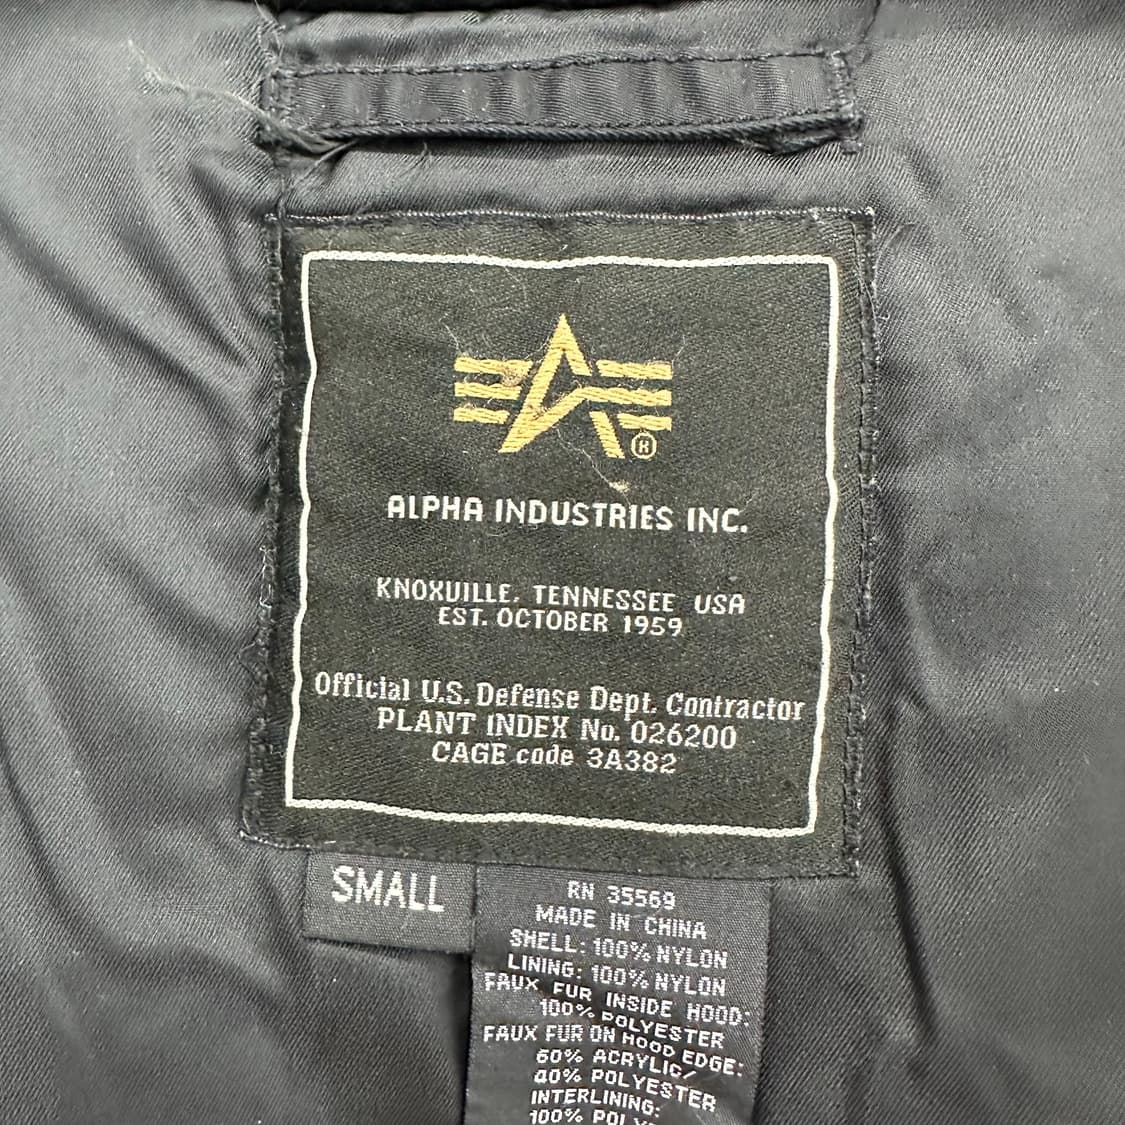 ®
ALPHA INDUSTRIES INC.
KNOXVILLE, TENNESSEE USA
EST. OCTOBER 1959
Official U.S. Defense Dept. Contractor
PLANT INDEX No. 026200
CAGE code 3A382
SMALL
RN 35569
MADE IN CHINA
SHELL: 100% NYLON
LINING: 100% NYLON
FAUX FUR INSIDE HOOD:
100% POLYESTER
FAUX FUR ON HOOD EDGE:
60% ACRYLIC/
40% POLYESTER
INTERLINING:
100%